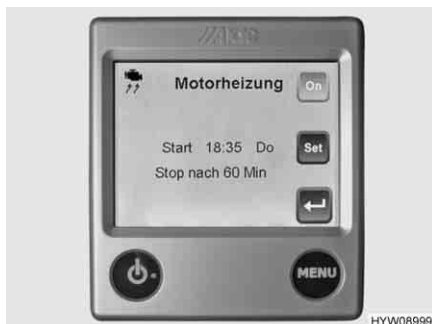 Motorheizung
On
Start 18:35 Do
Set
Stop nach 60 Min
MENU
HYW08999